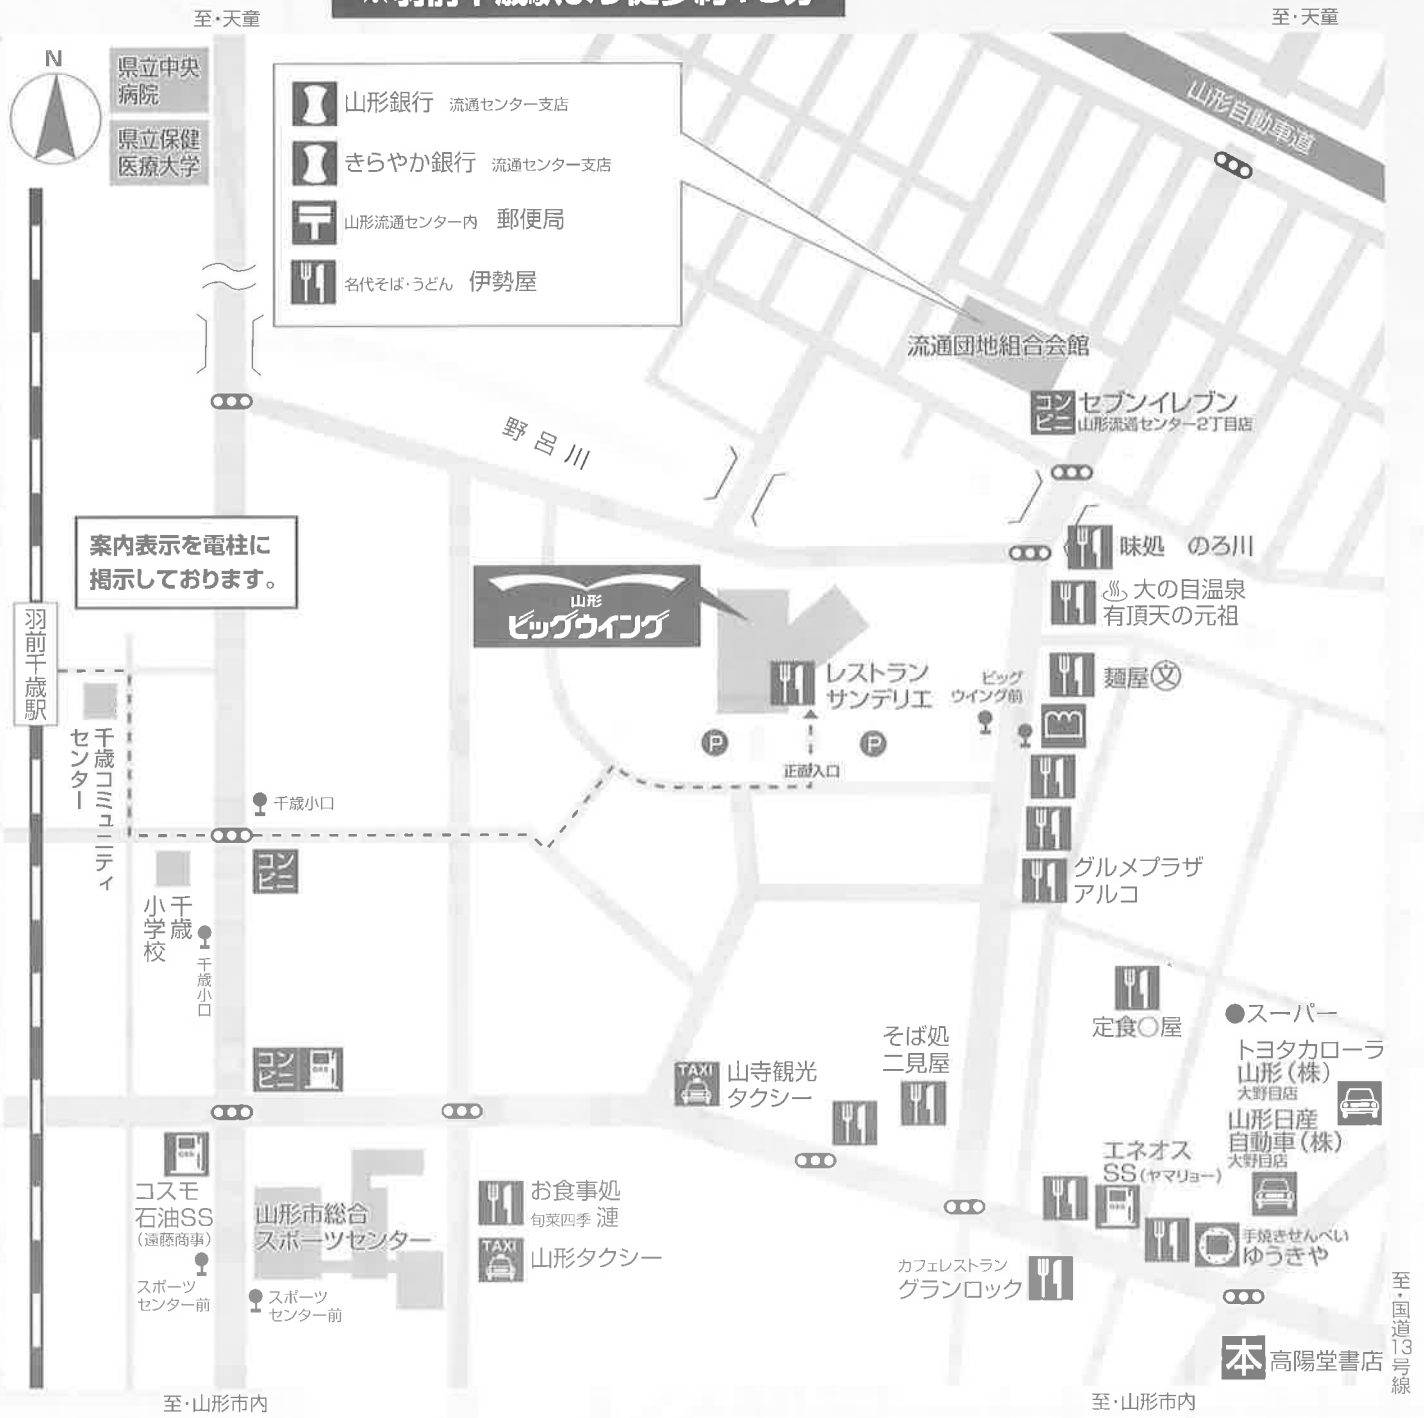 至・天童
至・天童
N
県立中央
病院
県立保健
医療大学
山形銀行 流通センター支店
きらやか銀行 流通センター支店
山形流通センター内 郵便局
名代そば・うどん 伊勢屋
山形自動車道
流通団地組合会館
コン
ビニ
セブンイレブン
山形流通センター2丁目店
野呂川
案内表示を電柱に
掲示しております。
味処 のろ川
大の目温泉
有頂天の元祖
山形
ビッグウイング
羽前千歳駅
レストラン
サンデリエ
ビッグ
ウイング前
麺屋文
P
P
正面入口
千歳コミュニティ
センター
千歳小口
コン
ビニ
グルメプラザ
アルコ
千歳
小学校
千歳小口
定食○屋
●スーパー
トヨタカローラ
山形(株)
大野目店
山形日産
自動車(株)
大野目店
そば処
二見屋
コン
ビニ
TAXI
山寺観光
タクシー
エネオス
SS(ヤマリョー)
コスモ
石油SS
(遠藤商事)
山形市総合
スポーツセンター
お食事処
旬菜四季 漣
TAXI
山形タクシー
手焼きせんべい
ゆうきや
カフェレストラン
グランロック
スポーツ
センター前
スポーツ
センター前
本
高陽堂書店
至・国道13号線
至・山形市内
至・山形市内